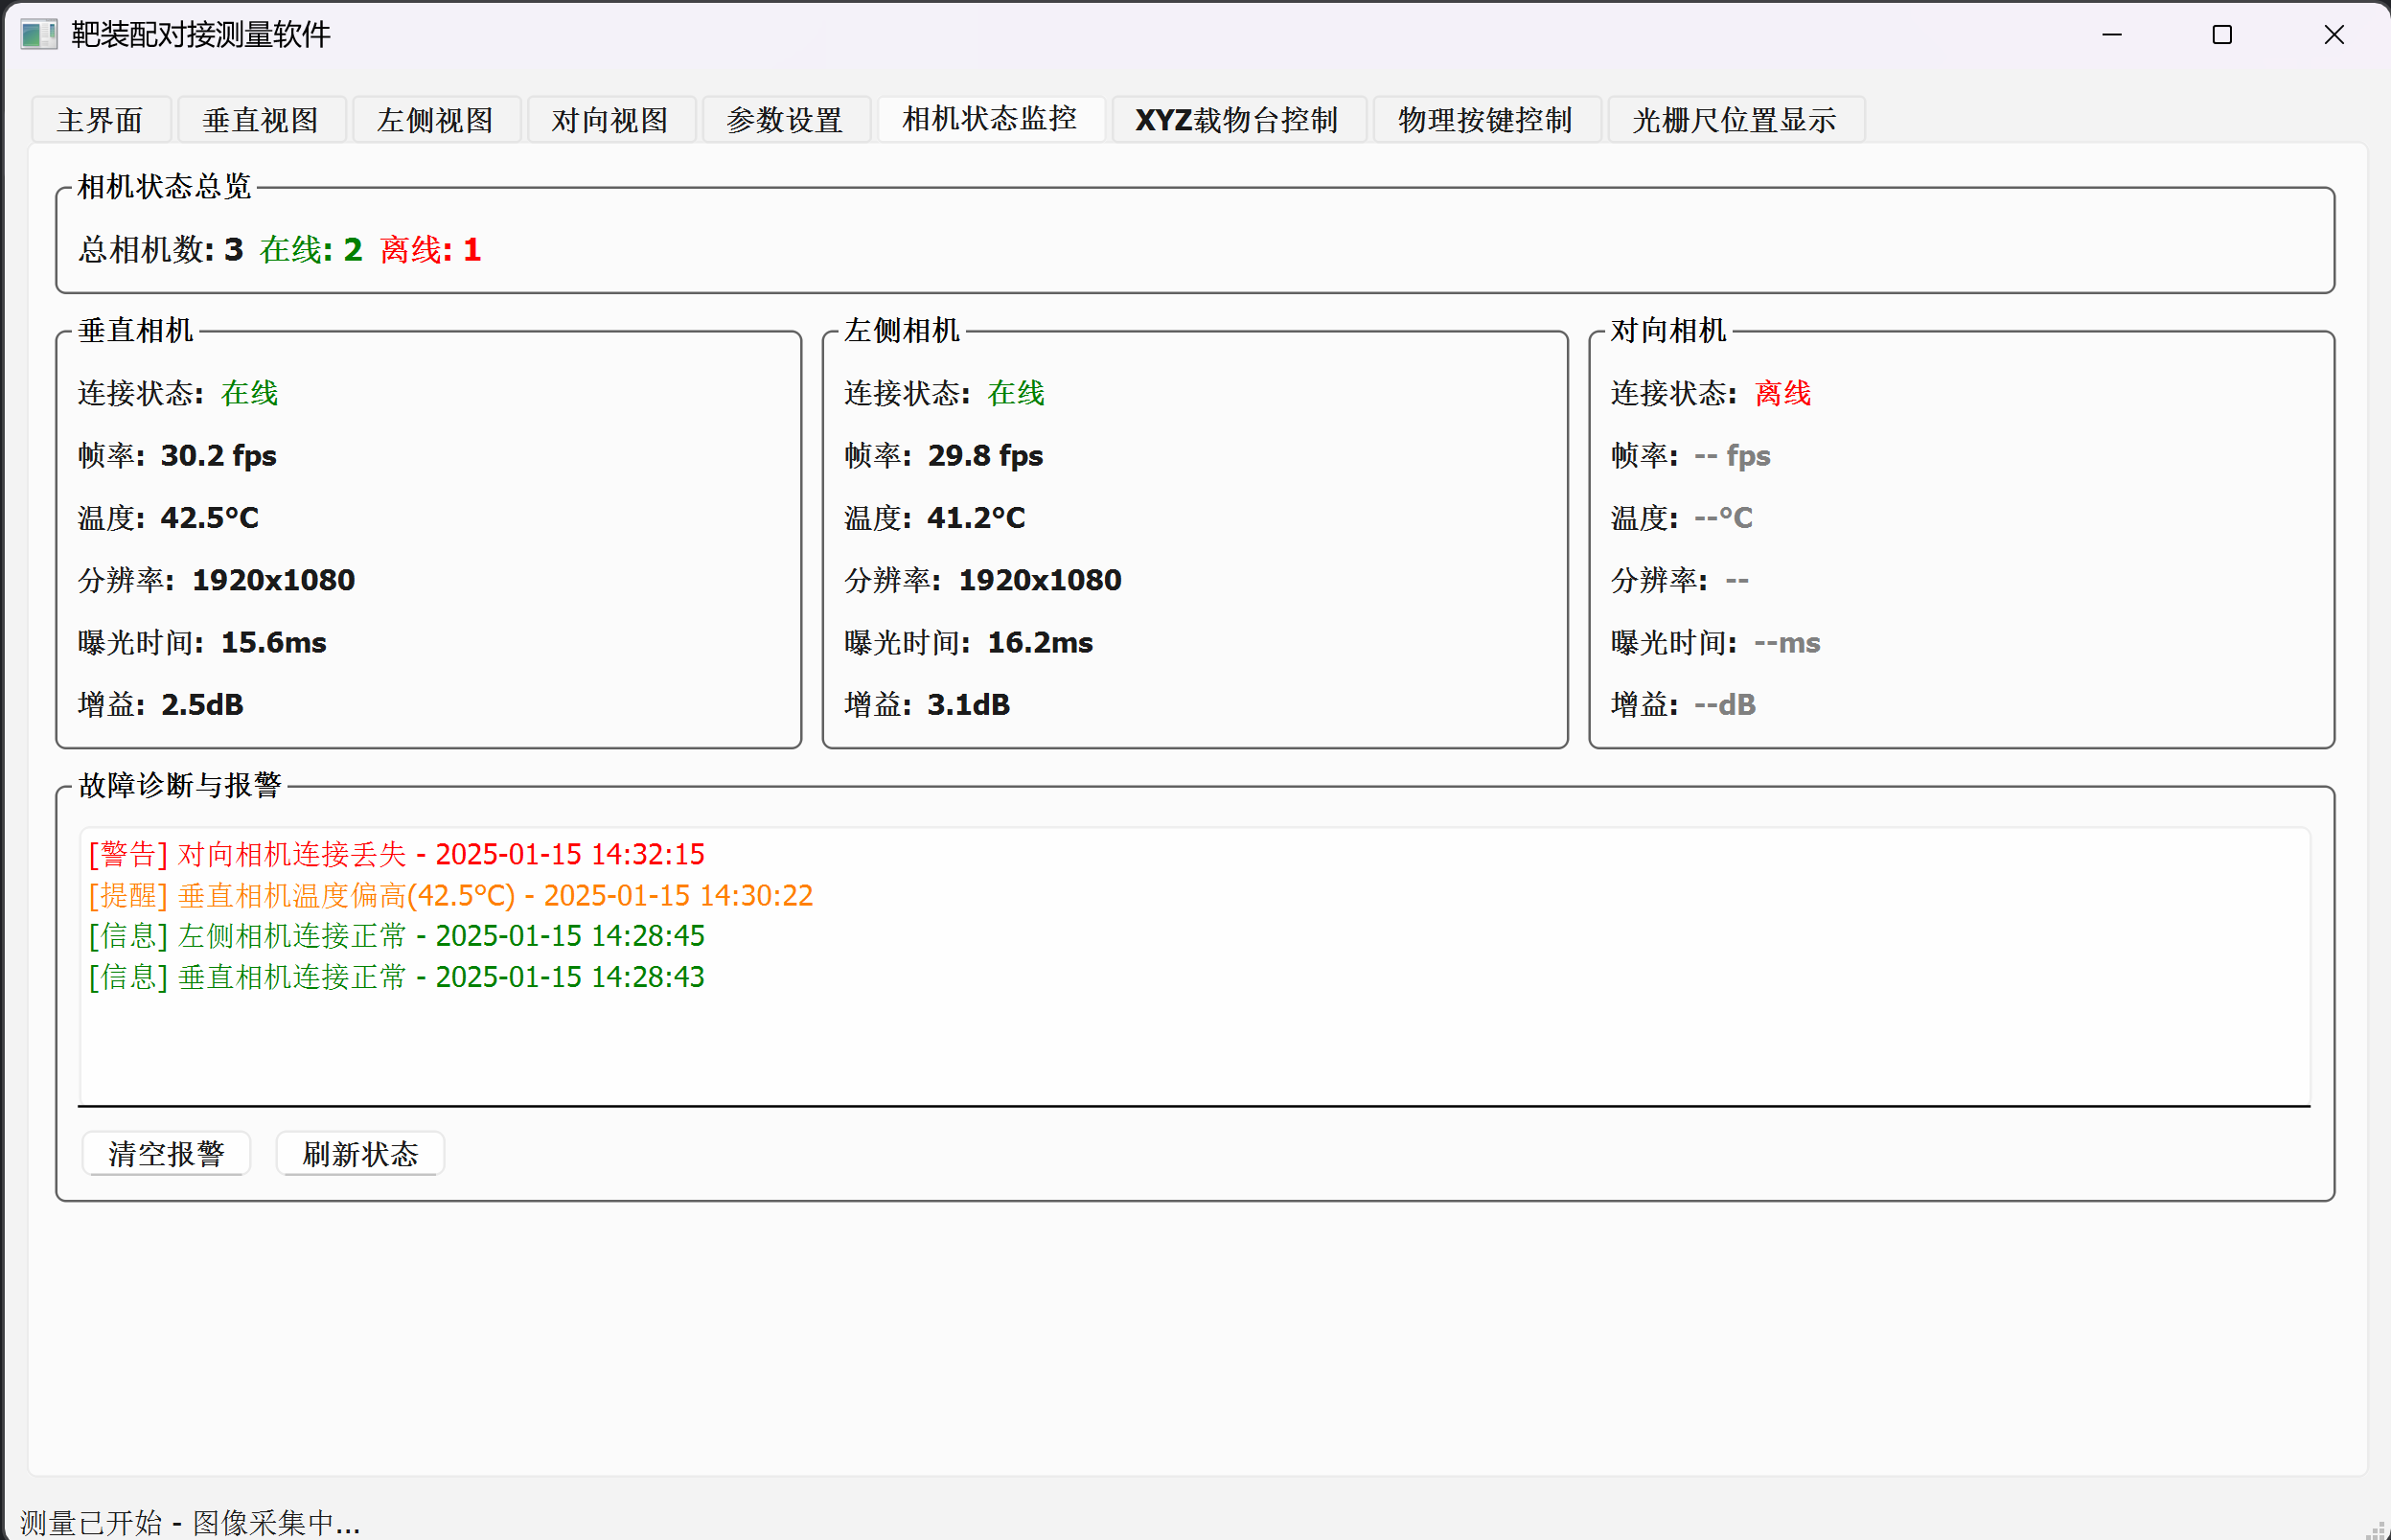 靶装配对接测量软件
主界面 垂直视图 左侧视图 对向视图 参数设置 相机状态监控 XYZ载物台控制 物理按键控制 光栅尺位置显示
相机状态总览
总相机数: 3 在线: 2 离线: 1
垂直相机
连接状态: 在线
帧率: 30.2 fps
温度: 42.5°C
分辨率: 1920x1080
曝光时间: 15.6ms
增益: 2.5dB
左侧相机
连接状态: 在线
帧率: 29.8 fps
温度: 41.2°C
分辨率: 1920x1080
曝光时间: 16.2ms
增益: 3.1dB
对向相机
连接状态: 离线
帧率: -- fps
温度: --°C
分辨率: --
曝光时间: --ms
增益: --dB
故障诊断与报警
[警告] 对向相机连接丢失 - 2025-01-15 14:32:15
[提醒] 垂直相机温度偏高(42.5°C) - 2025-01-15 14:30:22
[信息] 左侧相机连接正常 - 2025-01-15 14:28:45
[信息] 垂直相机连接正常 - 2025-01-15 14:28:43
清空报警 刷新状态
测量已开始 - 图像采集中...